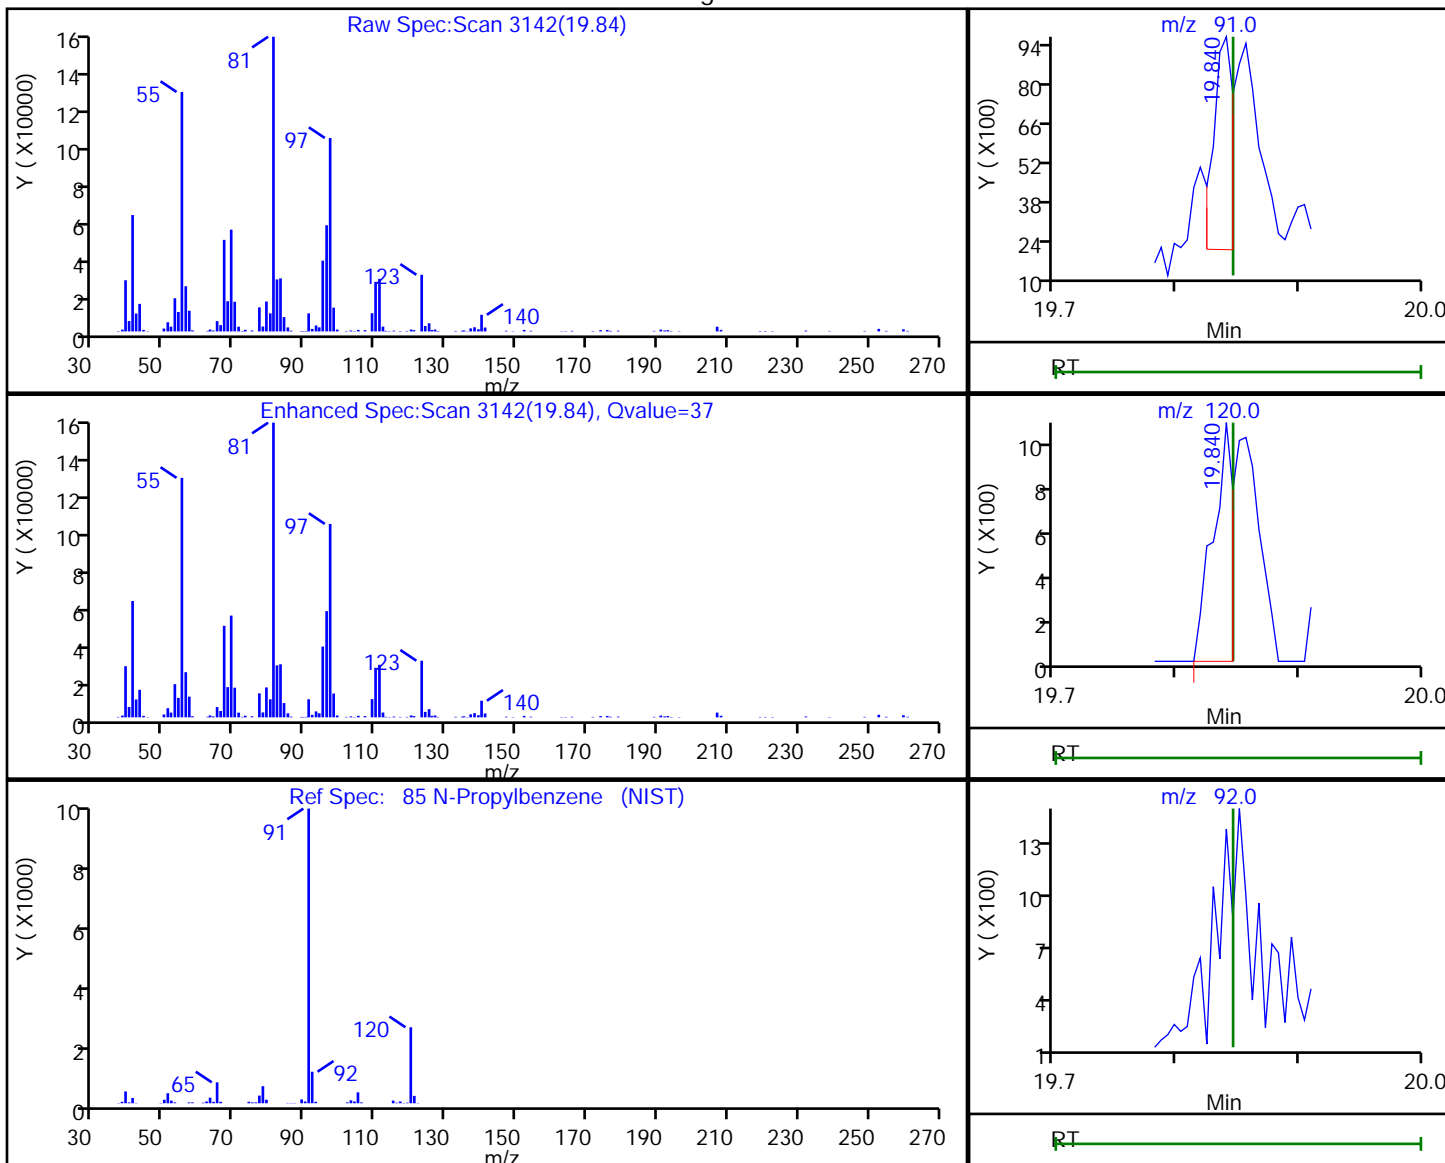 Raw Spec:Scan 3142(19.84)
Y ( X10000)
16
14
12
10
8
6
4
2
0
55
81
97
123
140
30 50 70 90 110 130 150 170 190 210 230 250 270
m/z
m/z 91.0
Y ( X100)
94
80
66
52
38
24
10
19.840
19.7 20.0
Min
RT
Enhanced Spec:Scan 3142(19.84), Qvalue=37
Y ( X10000)
16
14
12
10
8
6
4
2
0
55
81
97
123
140
30 50 70 90 110 130 150 170 190 210 230 250 270
m/z
m/z 120.0
Y ( X100)
10
8
6
4
2
0
19.840
19.7 20.0
Min
RT
Ref Spec: 85 N-Propylbenzene (NIST)
Y ( X1000)
10
8
6
4
2
0
91
120
65
92
30 50 70 90 110 130 150 170 190 210 230 250 270
m/z
m/z 92.0
Y ( X100)
13
10
7
4
1
19.7 20.0
Min
RT